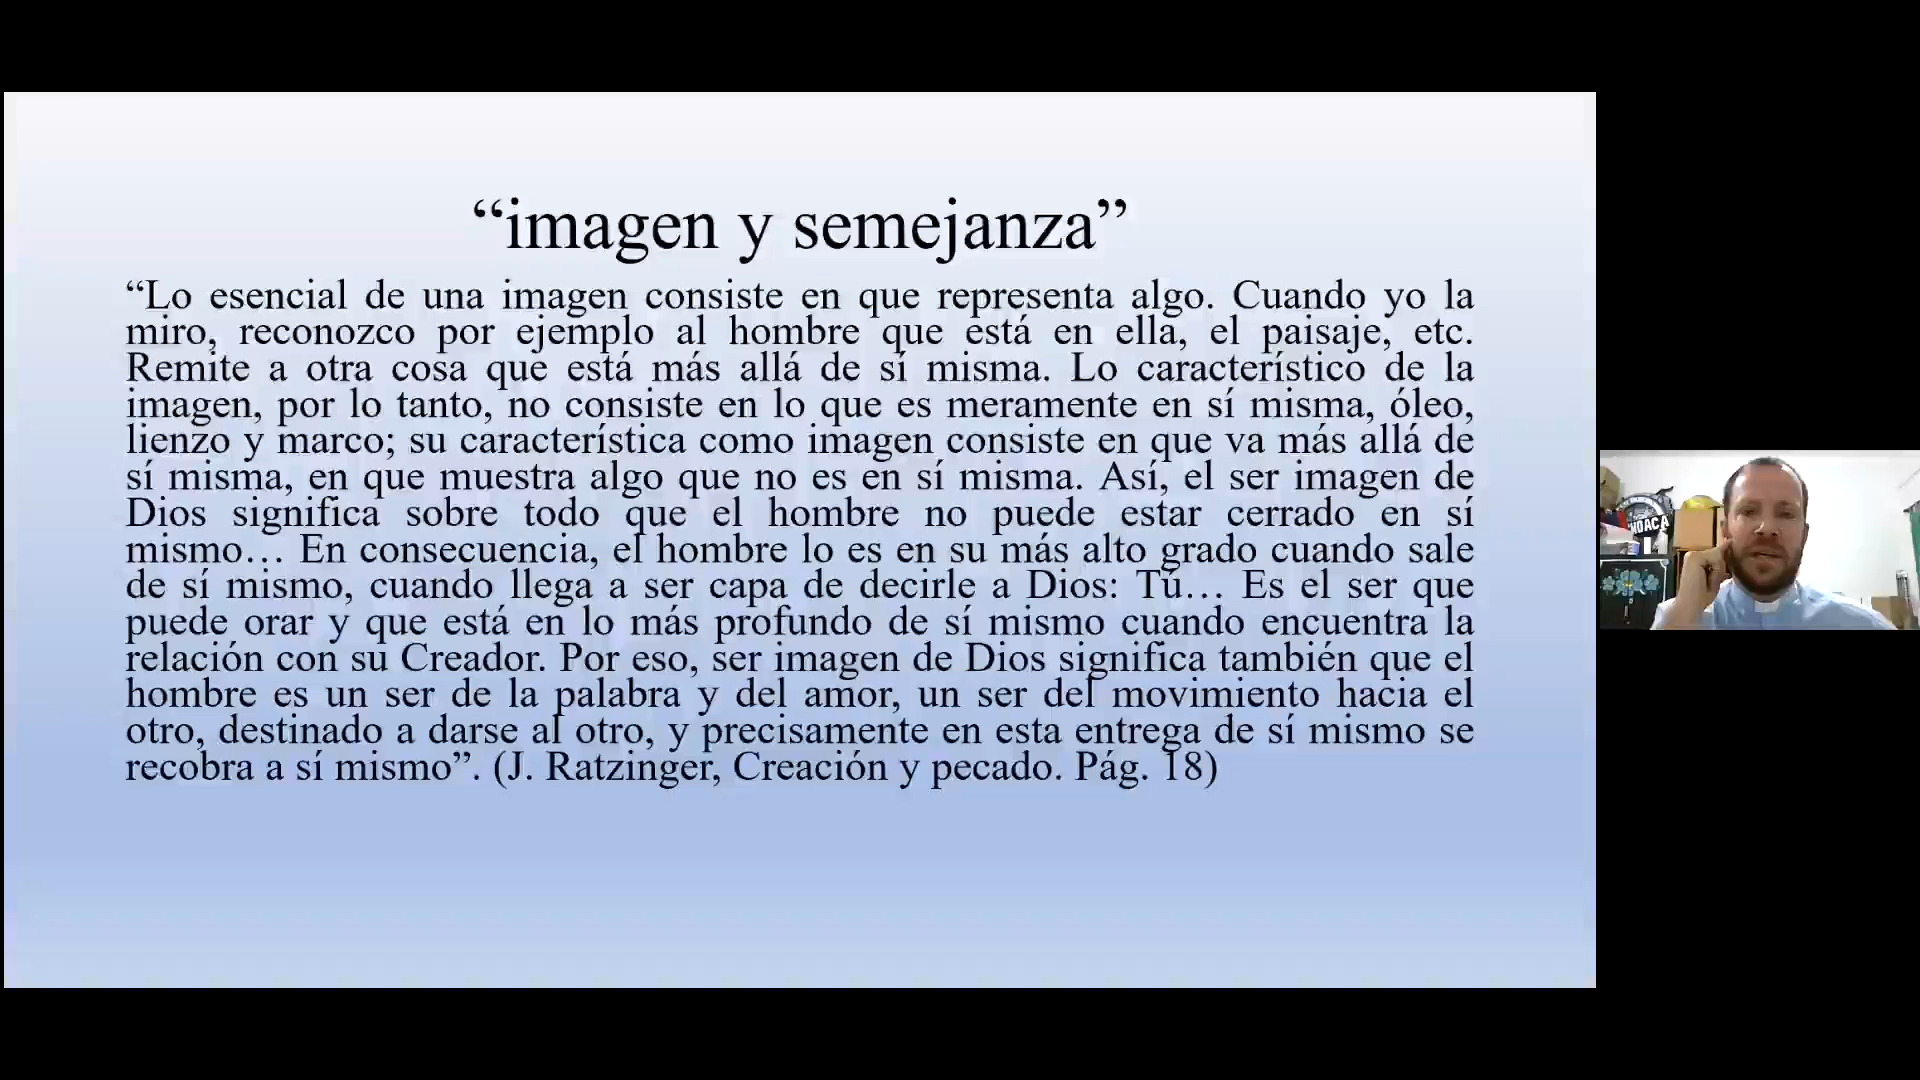 “imagen y semejanza”
“Lo esencial de una imagen consiste en que representa algo. Cuando yo la
miro, reconozco por ejemplo al hombre que está en ella, el paisaje, etc.
Remite a otra cosa que está más allá de sí misma. Lo característico de la
imagen, por lo tanto, no consiste en lo que es meramente en sí misma, óleo,
lienzo y marco; su característica como imagen consiste en que va más allá de
sí misma, en que muestra algo que no es en sí misma. Así, el ser imagen de
Dios significa sobre todo que el hombre no puede estar cerrado en sí
mismo… En consecuencia, el hombre lo es en su más alto grado cuando sale
de sí mismo, cuando llega a ser capa de decirle a Dios: Tú… Es el ser que
puede orar y que está en lo más profundo de sí mismo cuando encuentra la
relación con su Creador. Por eso, ser imagen de Dios significa también que el
hombre es un ser de la palabra y del amor, un ser del movimiento hacia el
otro, destinado a darse al otro, y precisamente en esta entrega de sí mismo se
recobra a sí mismo”. (J. Ratzinger, Creación y pecado. Pág. 18)